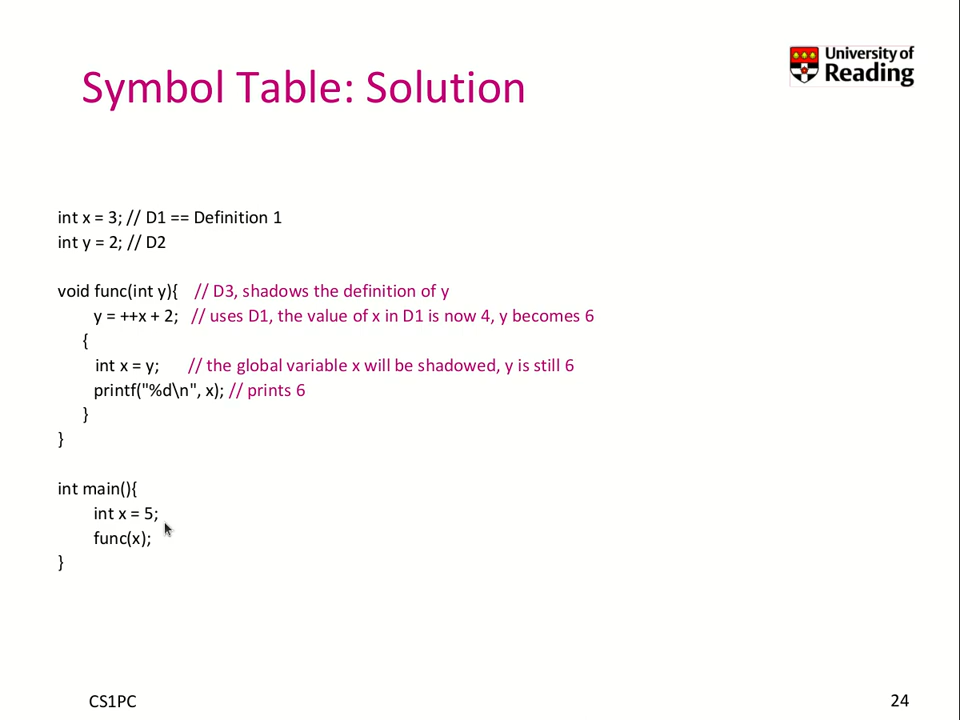 Symbol Table: Solution
University of
Reading
int x = 3; // D1 == Definition 1
int y = 2; // D2
void func(int y){ // D3, shadows the definition of y
y = ++x + 2; // uses D1, the value of x in D1 is now 4, y becomes 6
{
int x = y; // the global variable x will be shadowed, y is still 6
printf("%d\n", x); // prints 6
}
}
int main(){
int x = 5;
func(x);
}
CS1PC
24